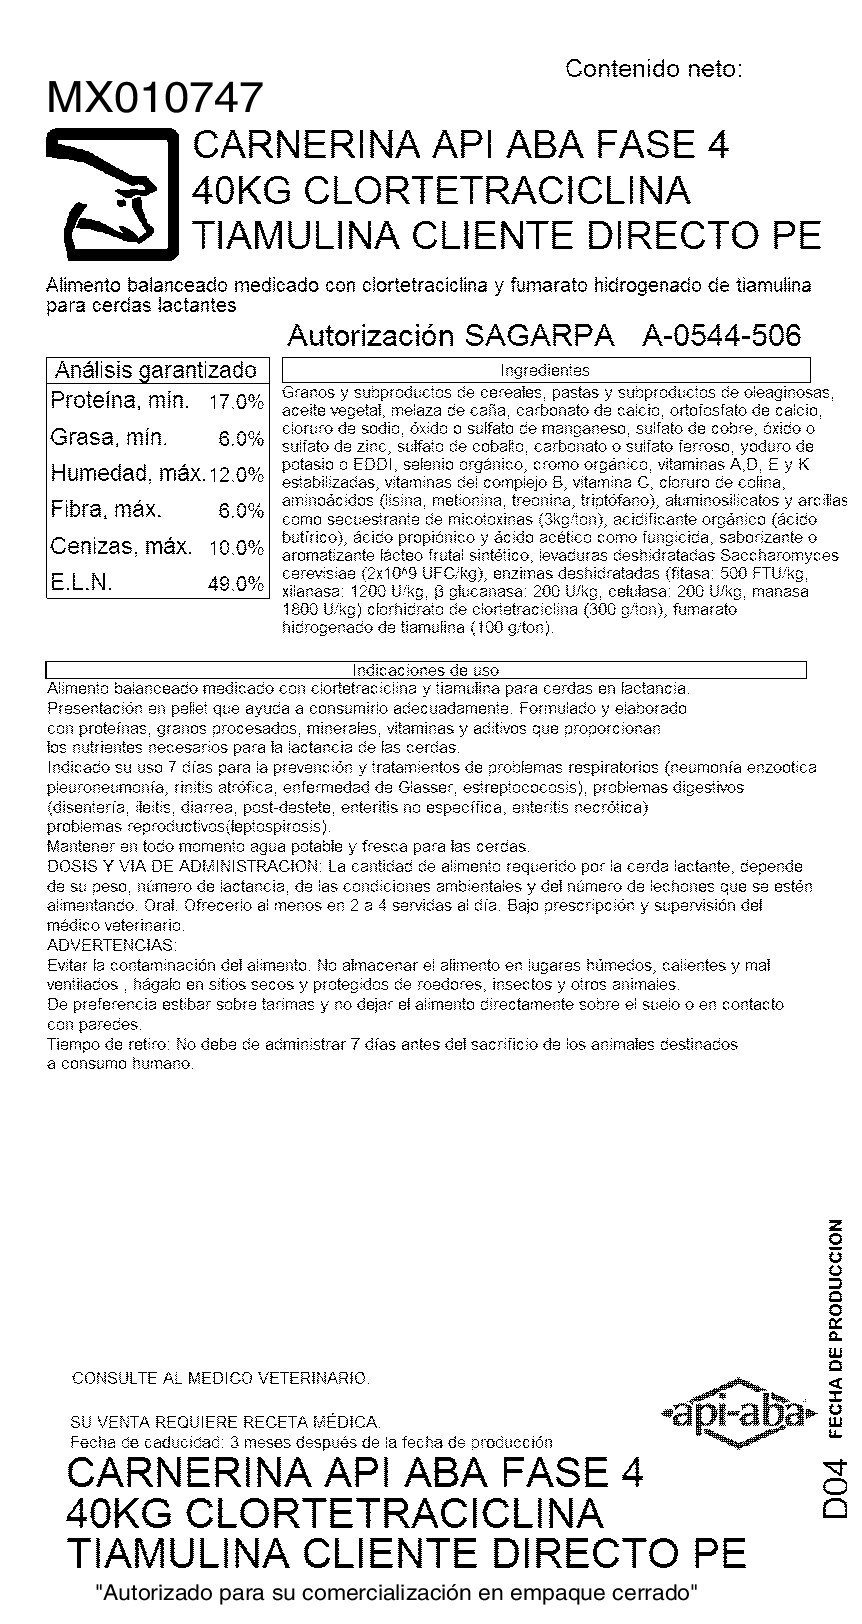 Contenido neto:
MX010747
CARNERINA API ABA FASE 4
40KG CLORTETRACICLINA
TIAMULINA CLIENTE DIRECTO PE
Alimento balanceado medicado con clortetraciclina y fumarato hidrogenado de tiamulina
para cerdas lactantes
Autorización SAGARPA A-0544-506
Análisis garantizado
Proteína, mín. 17.0%
Grasa, mín. 6.0%
Humedad, máx. 12.0%
Fibra, máx. 6.0%
Cenizas, máx. 10.0%
E.L.N. 49.0%
Ingredientes
Granos y subproductos de cereales, pastas y subproductos de oleaginosas,
aceite vegetal, melaza de caña, carbonato de calcio, ortofosfato de calcio,
cloruro de sodio, óxido o sulfato de manganeso, sulfato de cobre, óxido o
sulfato de zinc, sulfato de cobalto, carbonato o sulfato ferroso, yoduro de
potasio o EDDI, selenio orgánico, cromo orgánico, vitaminas A,D, E y K
estabilizadas, vitaminas del complejo B, vitamina C, cloruro de colina,
aminoácidos (lisina, metionina, treonina, triptófano), aluminosilicatos y arcillas
como secuestrante de micotoxinas (3kg/ton), acidificante orgánico (ácido
butírico), ácido propiónico y ácido acético como fungicida, saborizante o
aromatizante lácteo frutal sintético, levaduras deshidratadas Saccharomyces
cerevisiae (2x10^9 UFC/kg), enzimas deshidratadas (fitasa: 500 FTU/kg,
xilanasa: 1200 U/kg, β glucanasa: 200 U/kg, celulasa: 200 U/kg, manasa
1800 U/kg) clorhidrato de clortetraciclina (300 g/ton), fumarato
hidrogenado de tiamulina (100 g/ton).
Indicaciones de uso
Alimento balanceado medicado con clortetraciclina y tiamulina para cerdas en lactancia.
Presentación en pellet que ayuda a consumirlo adecuadamente. Formulado y elaborado
con proteínas, granos procesados, minerales, vitaminas y aditivos que proporcionan
los nutrientes necesarios para la lactancia de las cerdas.
Indicado su uso 7 días para la prevención y tratamientos de problemas respiratorios (neumonía enzootica
pleuroneumonía, rinitis atrófica, enfermedad de Glasser, estreptococosis), problemas digestivos
(disentería, ileitis, diarrea, post-destete, enteritis no específica, enteritis necrótica)
problemas reproductivos(leptospirosis).
Mantener en todo momento agua potable y fresca para las cerdas.
DOSIS Y VIA DE ADMINISTRACION: La cantidad de alimento requerido por la cerda lactante, depende
de su peso, número de lactancia, de las condiciones ambientales y del número de lechones que se estén
alimentando. Oral. Ofrecerlo al menos en 2 a 4 servidas al día. Bajo prescripción y supervisión del
médico veterinario.
ADVERTENCIAS:
Evitar la contaminación del alimento. No almacenar el alimento en lugares húmedos, calientes y mal
ventilados , hágalo en sitios secos y protegidos de roedores, insectos y otros animales.
De preferencia estibar sobre tarimas y no dejar el alimento directamente sobre el suelo o en contacto
con paredes.
Tiempo de retiro: No debe de administrar 7 días antes del sacrificio de los animales destinados
a consumo humano.
FECHA DE PRODUCCION
D04
CONSULTE AL MEDICO VETERINARIO.
api-aba
SU VENTA REQUIERE RECETA MÉDICA.
Fecha de caducidad: 3 meses después de la fecha de producción
CARNERINA API ABA FASE 4
40KG CLORTETRACICLINA
TIAMULINA CLIENTE DIRECTO PE
"Autorizado para su comercialización en empaque cerrado"